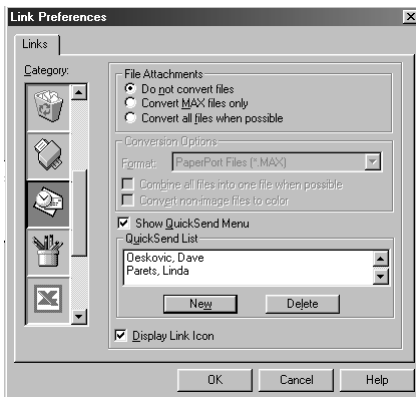 Link Preferences
Links
Category:
File Attachments
Do not convert files
Convert MAX files only
Convert all files when possible
Conversion Options
Format: PaperPort Files (*.MAX)
Combine all files into one file when possible
Convert non-image files to color
Show QuickSend Menu
QuickSend List
Oeskovic, Dave
Parets, Linda
New Delete
Display Link Icon
OK Cancel Help